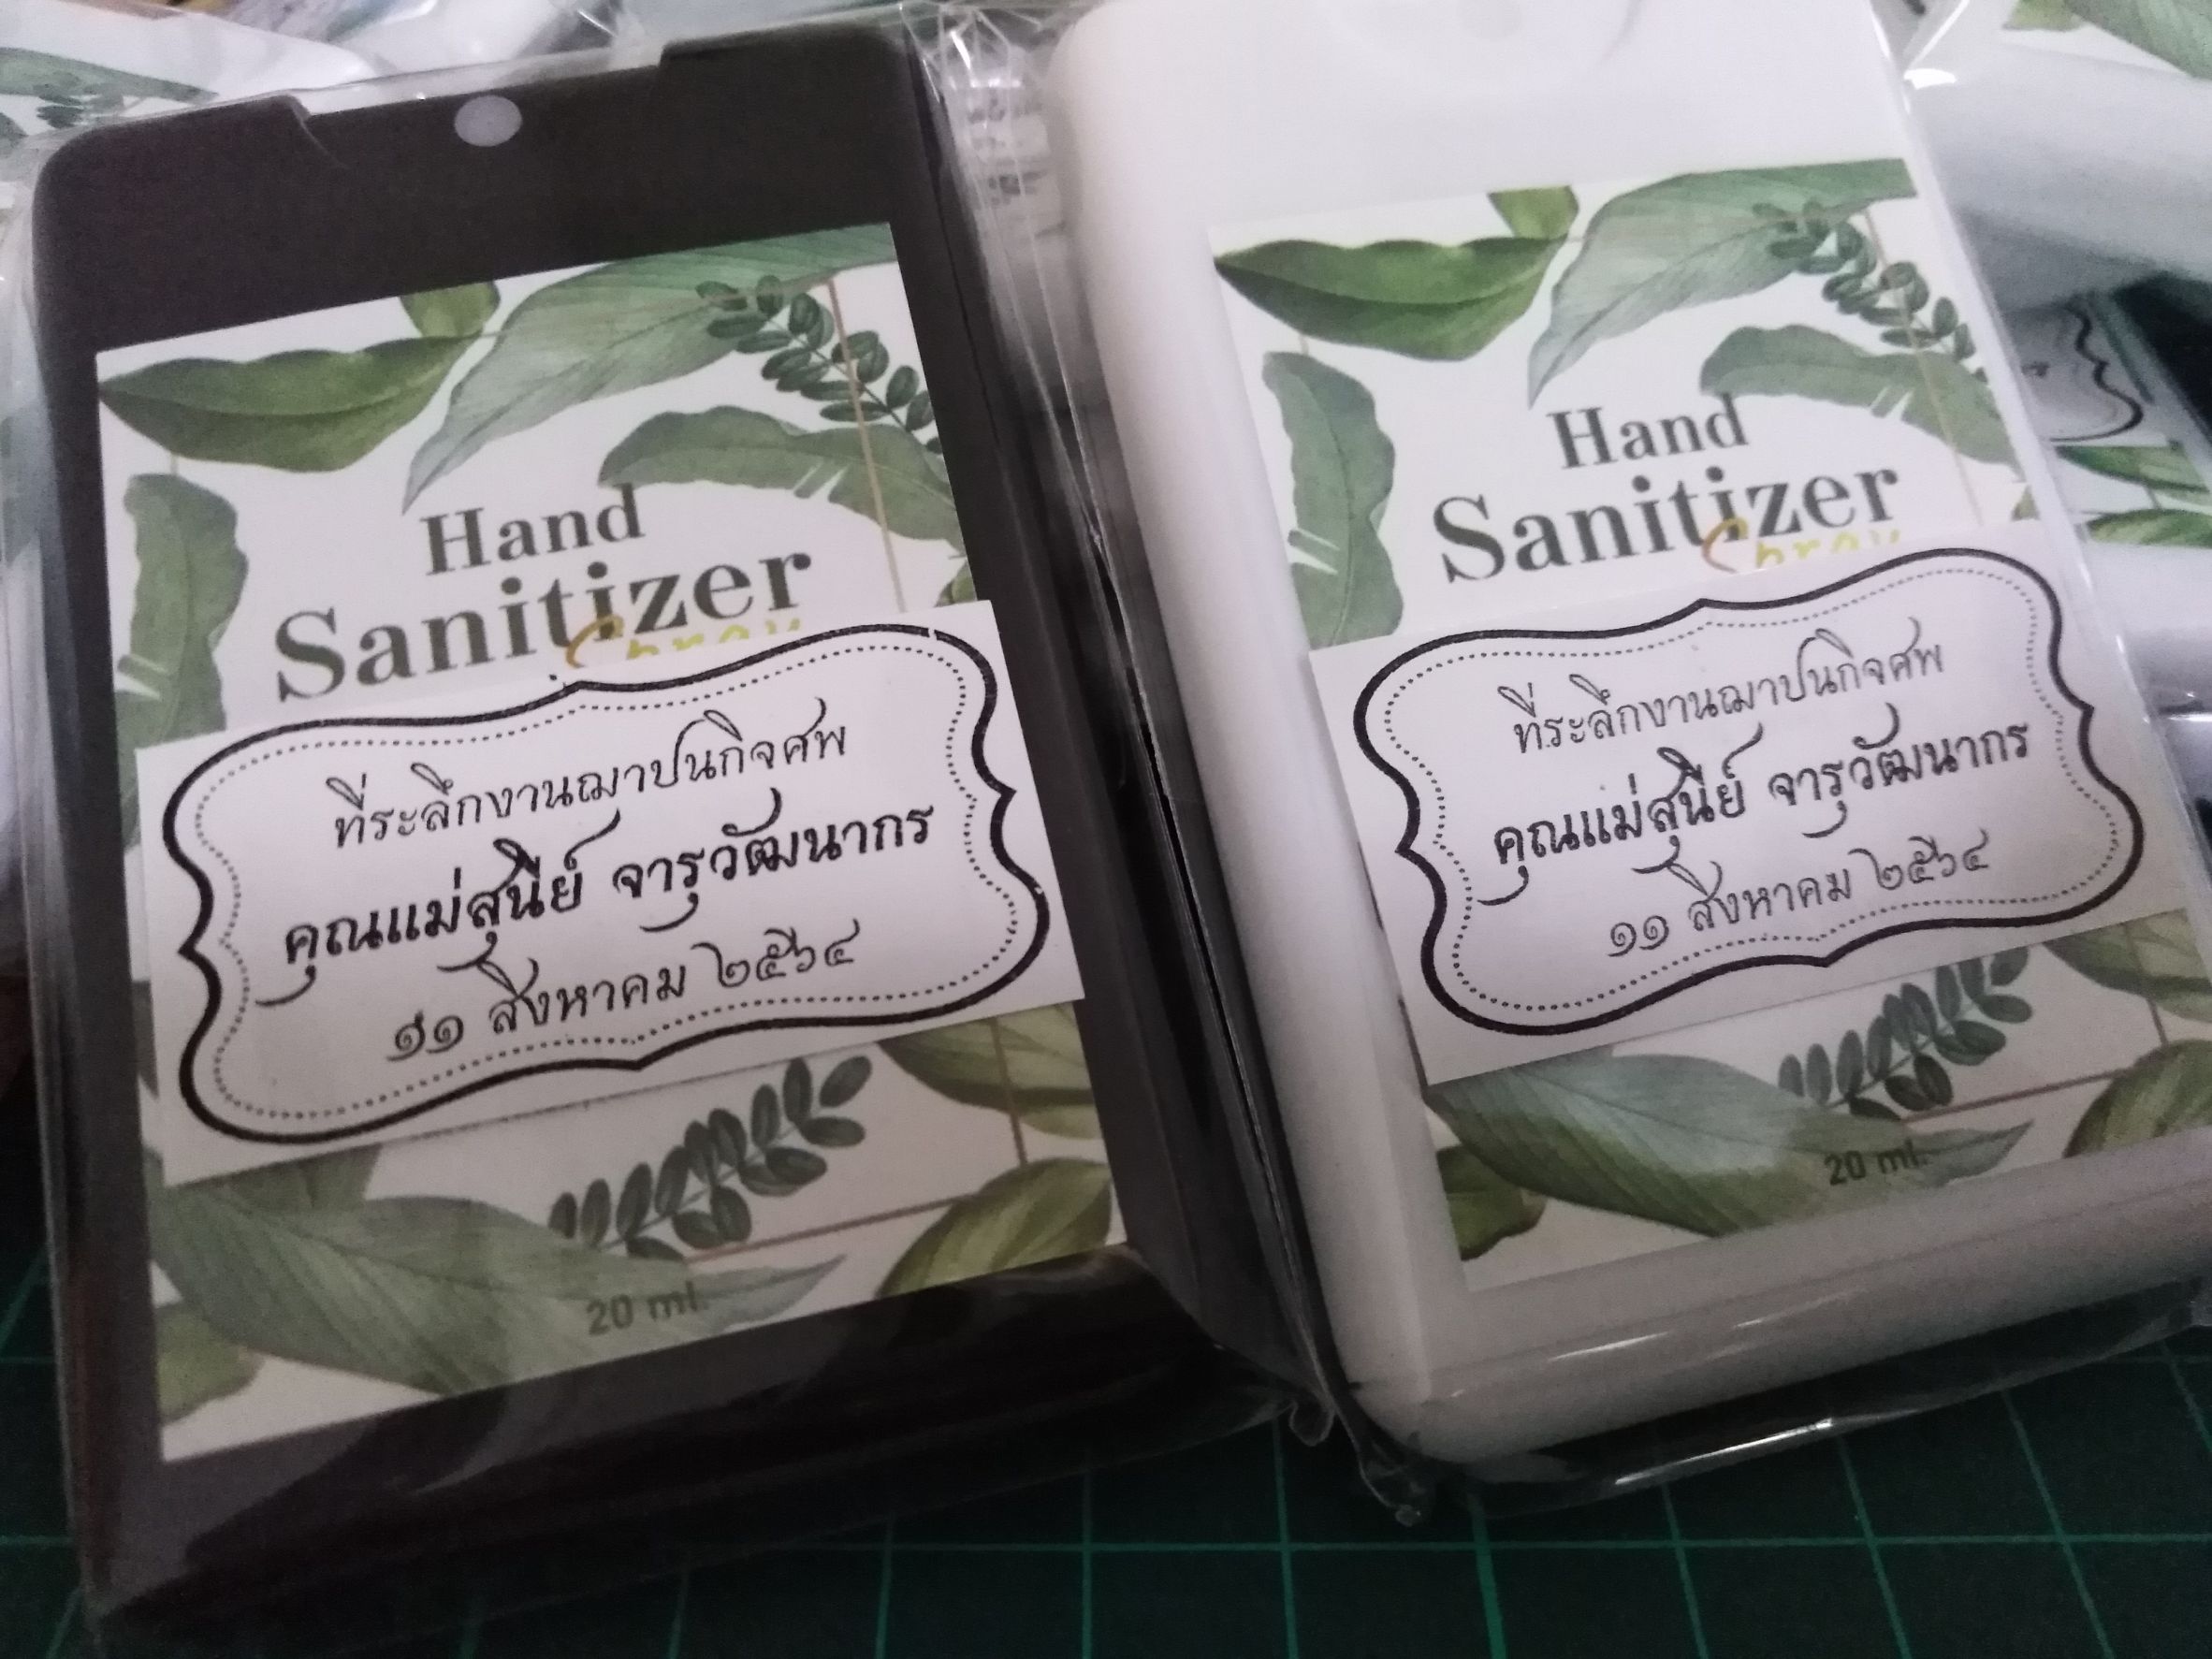 Hand
Sanitizer
Spray
ที่ระลึกงานฌาปนกิจศพ
คุณแม่สุนีย์ จารุวัฒนากร
๑๑ สิงหาคม ๒๕๖๔
20 ml.
Hand
Sanitizer
Spray
ที่ระลึกงานฌาปนกิจศพ
คุณแม่สุนีย์ จารุวัฒนากร
๑๑ สิงหาคม ๒๕๖๔
20 ml.